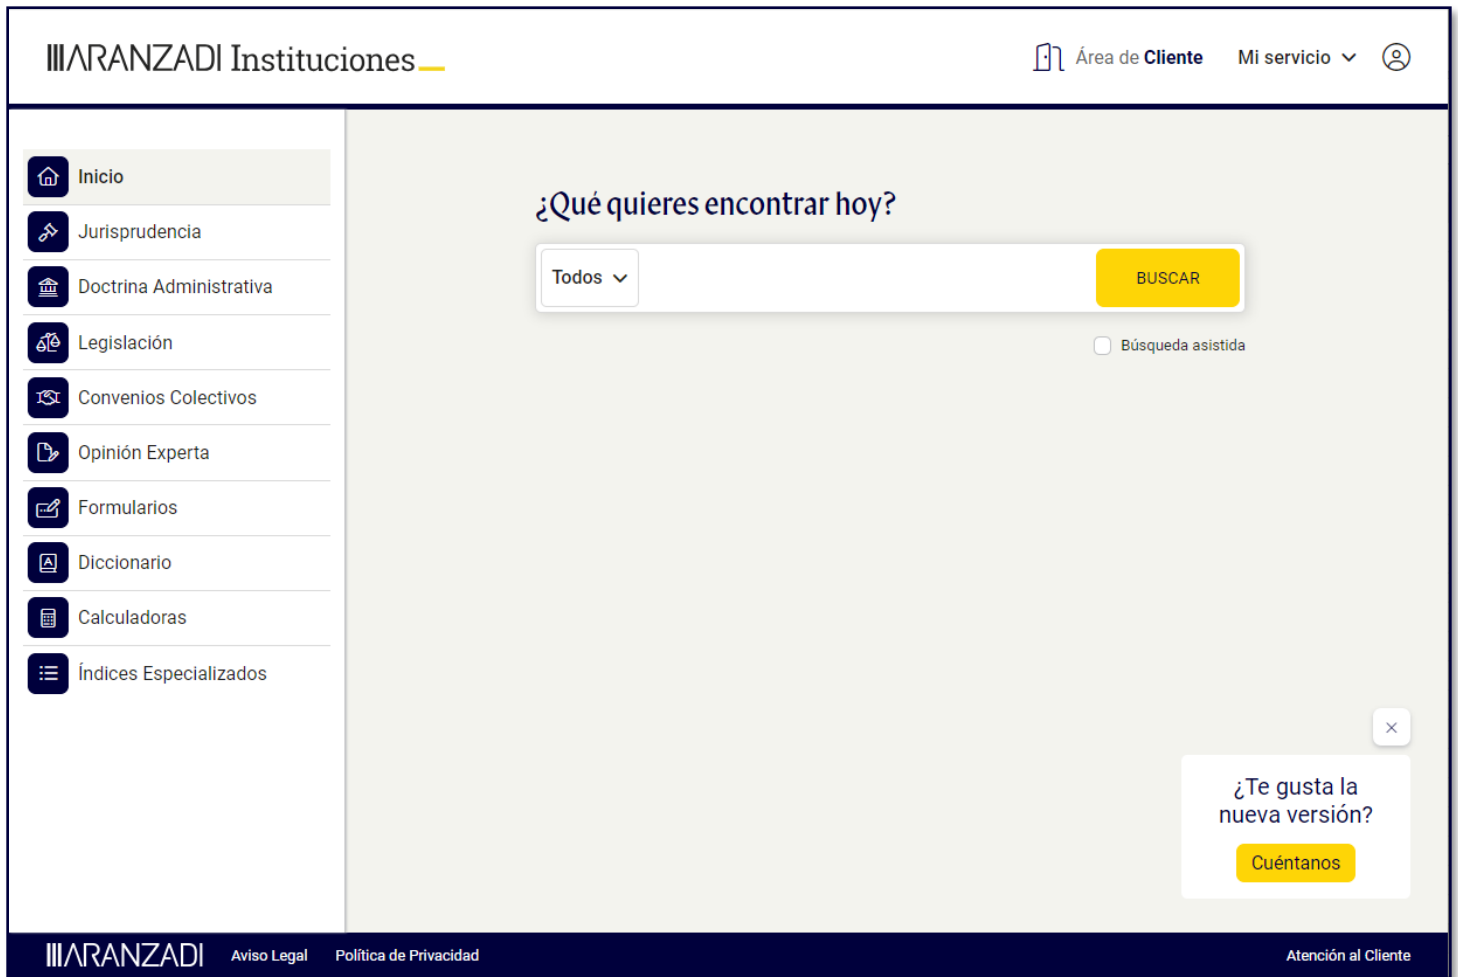 ARANZADI Instituciones
Área de Cliente
Mi servicio
Inicio
Jurisprudencia
Doctrina Administrativa
Legislación
Convenios Colectivos
Opinión Experta
Formularios
Diccionario
Calculadoras
Índices Especializados
¿Qué quieres encontrar hoy?
Todos
BUSCAR
Búsqueda asistida
¿Te gusta la
nueva versión?
Cuéntanos
ARANZADI
Aviso Legal
Política de Privacidad
Atención al Cliente